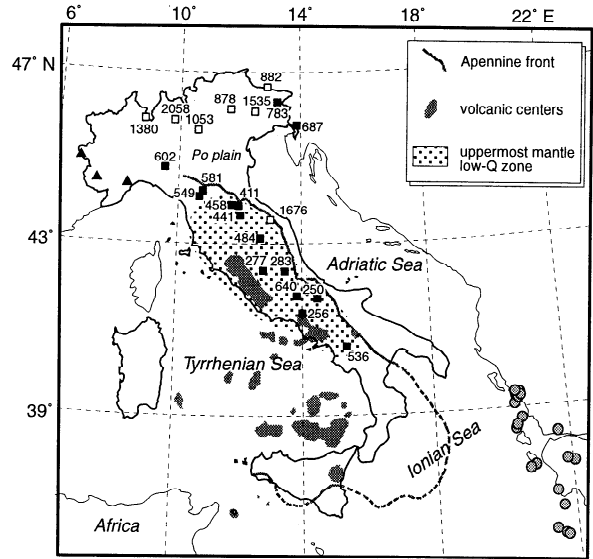 6° 10° 14° 18° 22° E
47° N
43°
39°
Apennine front
volcanic centers
uppermost mantle
low-Q zone
882
878 1535
783
2058
1380 1053
687
602
Po plain
581
549 411
458
441 1676
484
277 283
640 250
256
536
Adriatic Sea
Tyrrhenian Sea
Ionian Sea
Africa